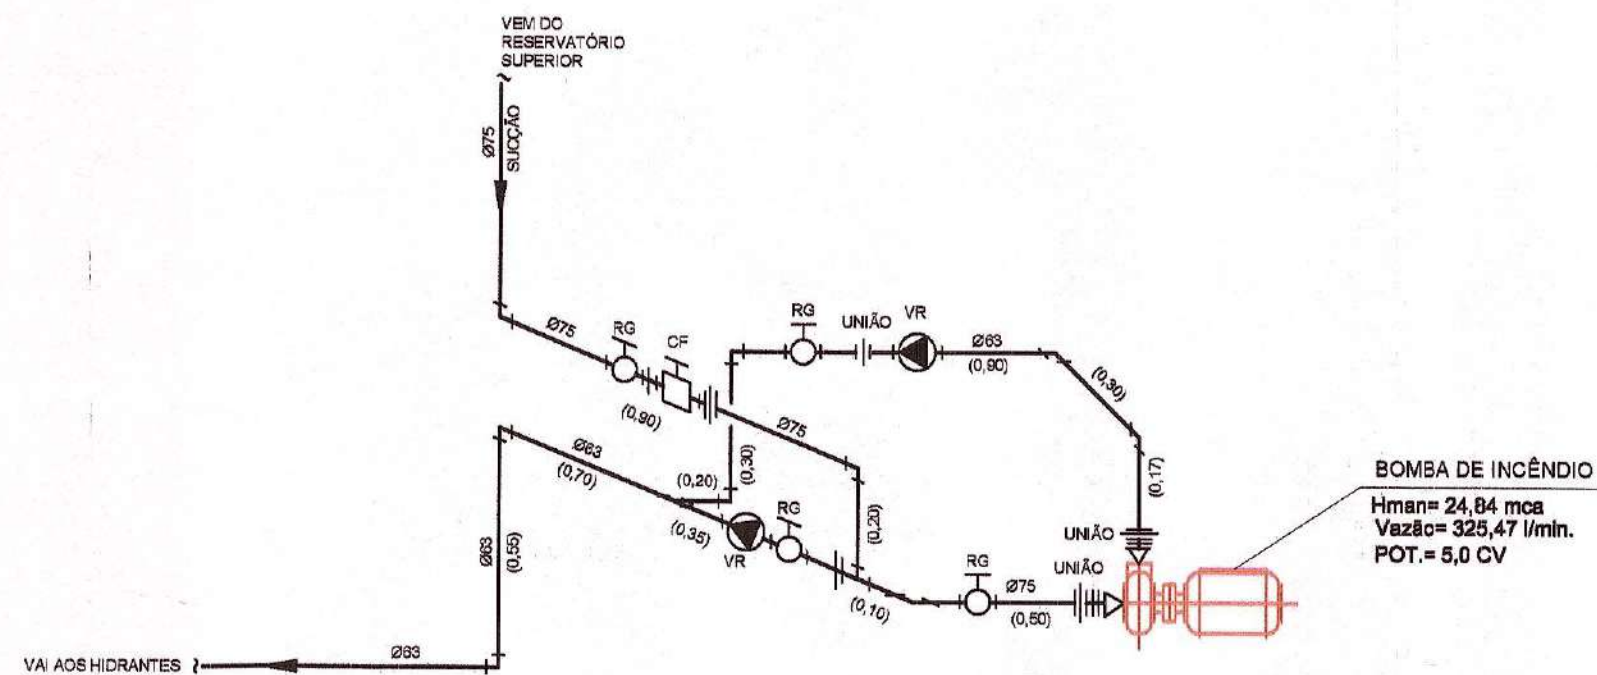 VEM DO
RESERVATÓRIO
SUPERIOR
Ø75
SUCÇÃO
Ø75
RG
CF
(0,90)
RG
UNIÃO
VR
Ø63
(0,90)
(0,30)
(0,17)
Ø75
(0,20)
Ø63
(0,70)
(0,20)
(0,30)
(0,35)
VR
RG
(0,10)
Ø63
(0,55)
RG
Ø75
(0,50)
UNIÃO
UNIÃO
BOMBA DE INCÊNDIO
Hman= 24,84 mca
Vazão= 325,47 l/min.
POT.= 5,0 CV
VAI AOS HIDRANTES
Ø63